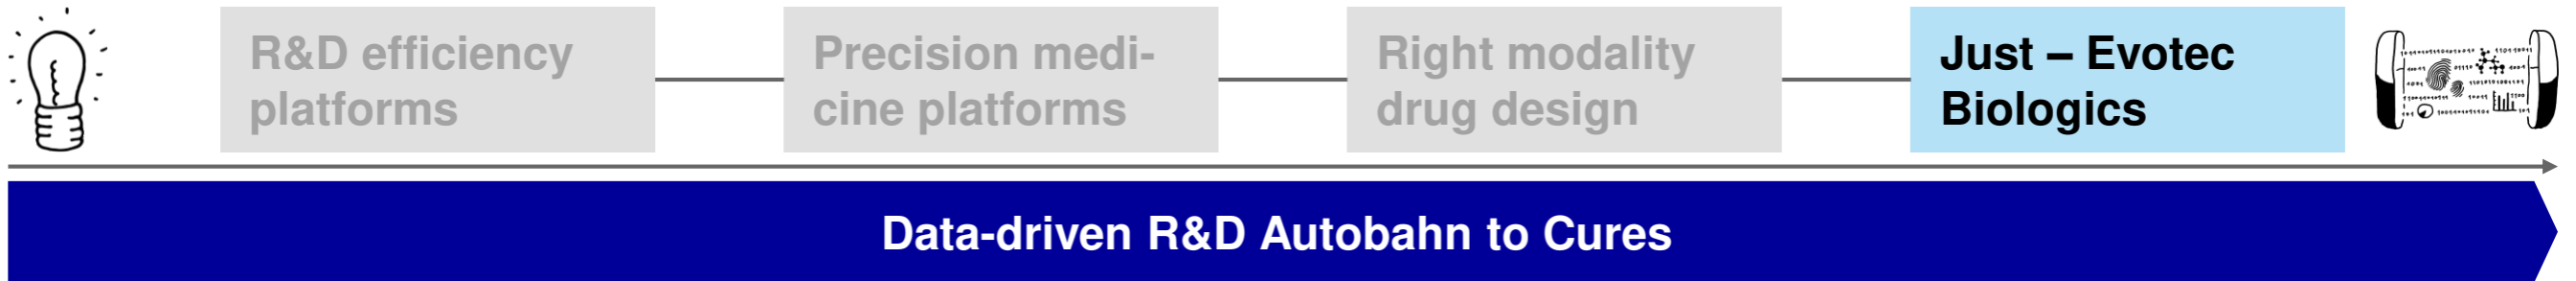 R&D efficiency
platforms
Precision medi-
cine platforms
Right modality
drug design
Just – Evotec
Biologics
Data-driven R&D Autobahn to Cures